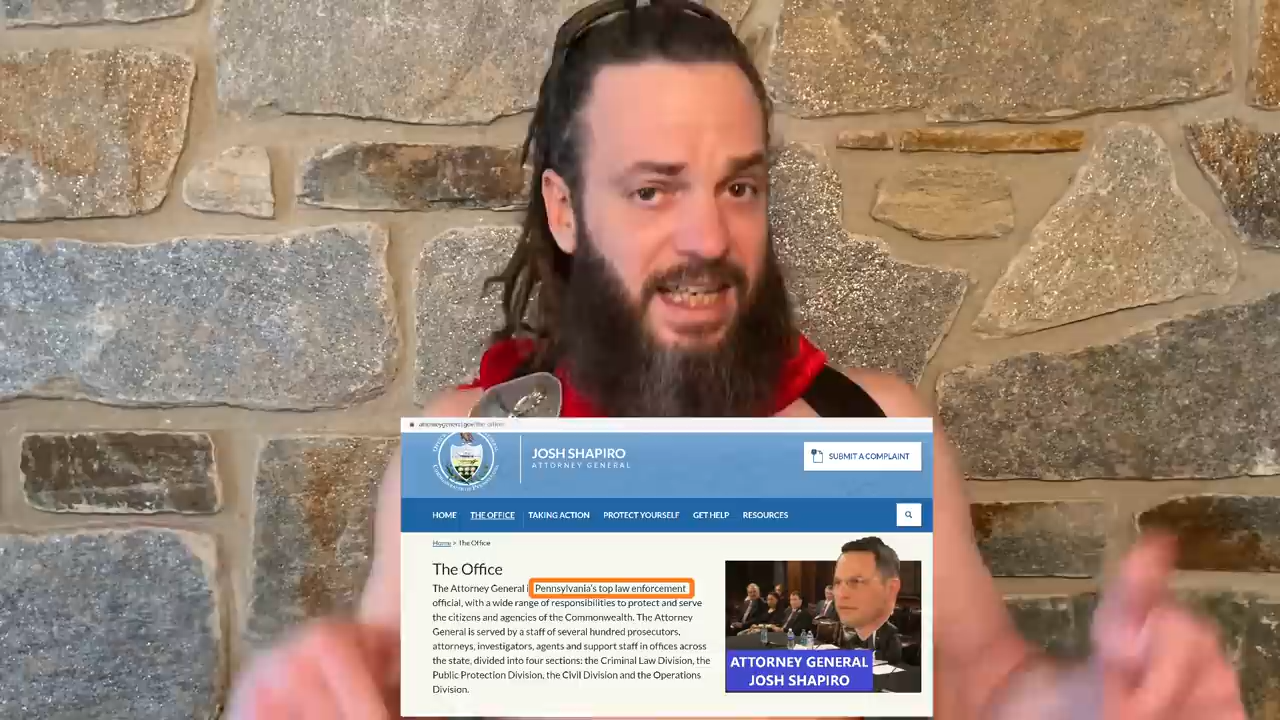 attorneygeneral.gov/the-office/
JOSH SHAPIRO
ATTORNEY GENERAL
SUBMIT A COMPLAINT
HOME THE OFFICE TAKING ACTION PROTECT YOURSELF GET HELP RESOURCES
Home > The Office
The Office
The Attorney General i Pennsylvania's top law enforcement
official, with a wide range of responsibilities to protect and serve
the citizens and agencies of the Commonwealth. The Attorney
General is served by a staff of several hundred prosecutors,
attorneys, investigators, agents and support staff in offices across
the state, divided into four sections: the Criminal Law Division, the
Public Protection Division, the Civil Division and the Operations
Division.
ATTORNEY GENERAL
JOSH SHAPIRO